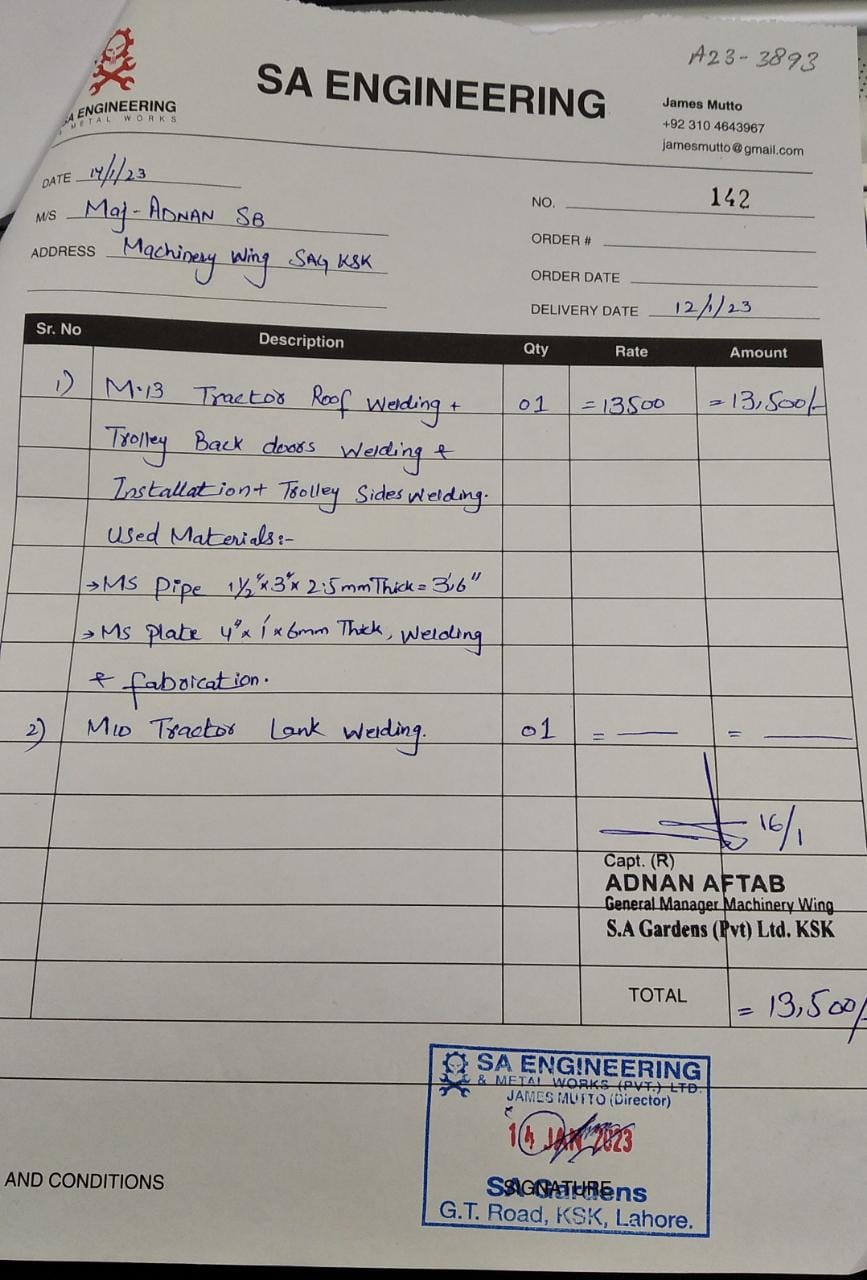 A23-3893
SA ENGINEERING
METAL WORKS
SA ENGINEERING
James Mutto
+92 310 4643967
jamesmutto@gmail.com
DATE 14/1/23
M/S Maj-ADNAN SB
ADDRESS Machinery Wing SAG KSK
NO. 142
ORDER #
ORDER DATE
DELIVERY DATE 12/1/23
Sr. No Description Qty Rate Amount
1) M-13 Tractor Roof Welding + 01 =13500 =13,500/-
Trolley Back doors Welding &
Installation+ Trolley Sides Welding.
Used Materials:-
→MS Pipe 1½"x3"x2.5mm Thick=3'6"
→MS Plate 4"x1'x6mm Thick, Welding
& fabrication.
2) M10 Tractor Lank Welding. 01 = — = —
16/1
Capt. (R)
ADNAN AFTAB
General Manager Machinery Wing
S.A Gardens (Pvt) Ltd. KSK
TOTAL = 13,500/
SA ENGINEERING
& METAL WORKS (PVT.) LTD.
JAMES MUTTO (Director)
14 JAN 2023
SIGNATURE
SA Gardens
G.T. Road, KSK, Lahore.
AND CONDITIONS